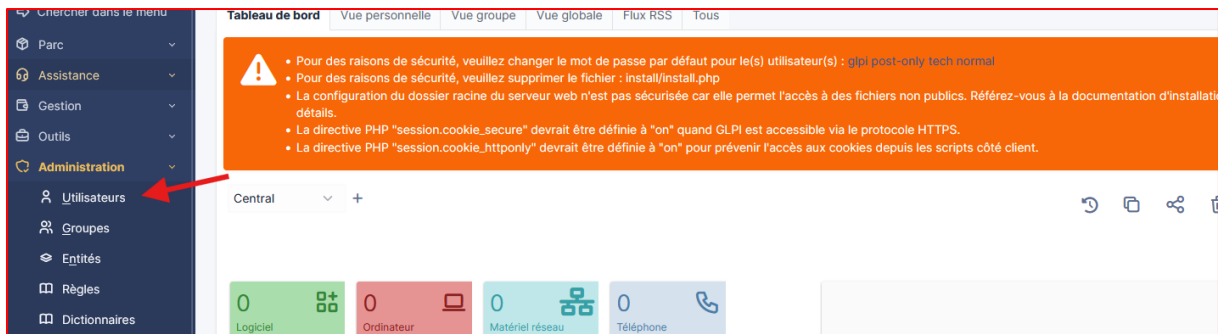 Chercher dans le menu
Parc
Assistance
Gestion
Outils
Administration
Utilisateurs
Groupes
Entités
Règles
Dictionnaires
Tableau de bord Vue personnelle Vue groupe Vue globale Flux RSS Tous
• Pour des raisons de sécurité, veuillez changer le mot de passe par défaut pour le(s) utilisateur(s) : glpi post-only tech normal
• Pour des raisons de sécurité, veuillez supprimer le fichier : install/install.php
• La configuration du dossier racine du serveur web n'est pas sécurisée car elle permet l'accès à des fichiers non publics. Référez-vous à la documentation
détails.
• La directive PHP "session.cookie_secure" devrait être définie à "on" quand GLPI est accessible via le protocole HTTPS.
• La directive PHP "session.cookie_httponly" devrait être définie à "on" pour prévenir l'accès aux cookies depuis les scripts côté client.
Central
0
Logiciel
0
Ordinateur
0
Matériel réseau
0
Téléphone